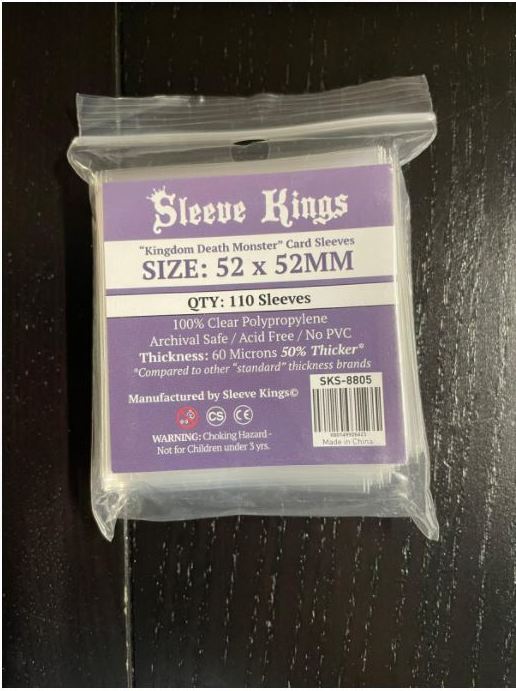 Sleeve Kings
"Kingdom Death Monster" Card Sleeves
SIZE: 52 x 52MM
QTY: 110 Sleeves
100% Clear Polypropylene
Archival Safe / Acid Free / No PVC
Thickness: 60 Microns 50% Thicker*
*Compared to other "standard" thickness brands
SKS-8805
Manufactured by Sleeve Kings©
CS CE
WARNING: Choking Hazard -
Not for Children under 3 yrs.
Made in China